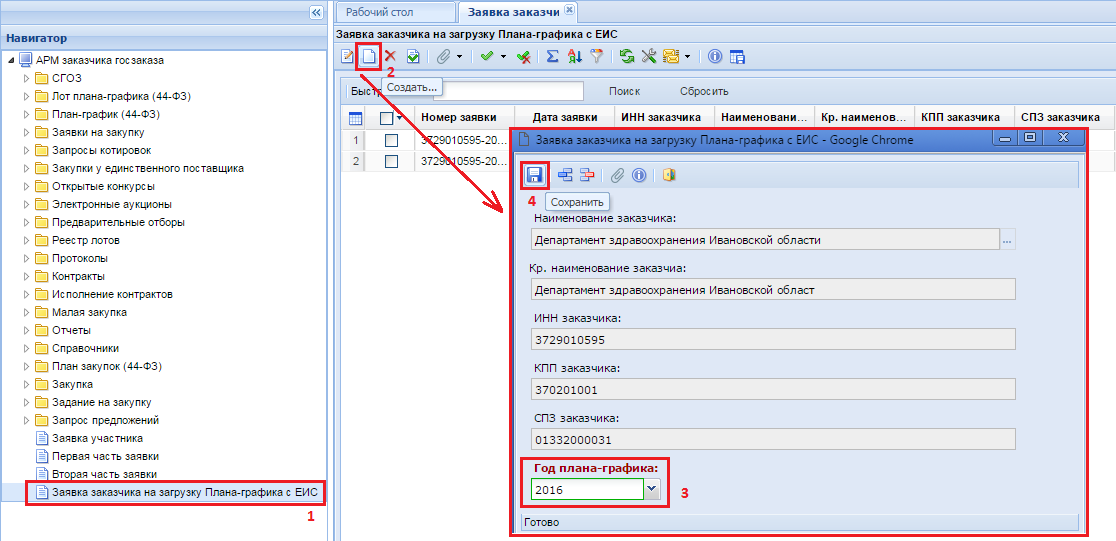 Навигатор
АРМ заказчика госзаказа
СГОЗ
Лот плана-графика (44-ФЗ)
План-график (44-ФЗ)
Заявки на закупку
Запросы котировок
Закупки у единственного поставщика
Открытые конкурсы
Электронные аукционы
Предварительные отборы
Реестр лотов
Протоколы
Контракты
Исполнение контрактов
Малая закупка
Отчеты
Справочники
План закупок (44-ФЗ)
Закупка
Задание на закупку
Запрос предложений
Заявка участника
Первая часть заявки
Вторая часть заявки
Заявка заказчика на загрузку Плана-графика с ЕИС
1
Рабочий стол Заявка заказчи
Заявка заказчика на загрузку Плана-графика с ЕИС
2
Создать...
Быст Поиск Сбросить
Номер заявки Дата заявки ИНН заказчика Наименовани... Кр. наименов... КПП заказчика СПЗ заказчика
1 3729010595-20...
2 3729010595-20...
Заявка заказчика на загрузку Плана-графика с ЕИС - Google Chrome
4 Сохранить
Наименование заказчика:
Департамент здравоохранения Ивановской области ...
Кр. наименование заказчиа:
Департамент здравоохранения Ивановской област
ИНН заказчика:
3729010595
КПП заказчика:
370201001
СПЗ заказчика:
01332000031
Год плана-графика:
2016
3
Готово